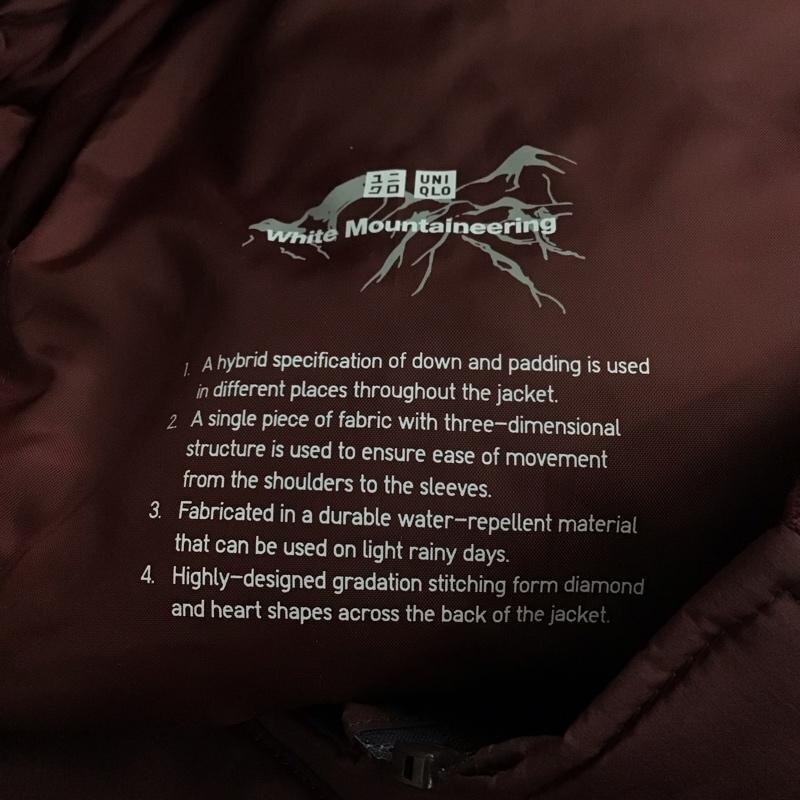 ユニ UNI
クロ QLO
White Mountaineering
1. A hybrid specification of down and padding is used
in different places throughout the jacket.
2. A single piece of fabric with three-dimensional
structure is used to ensure ease of movement
from the shoulders to the sleeves.
3. Fabricated in a durable water-repellent material
that can be used on light rainy days.
4. Highly-designed gradation stitching form diamond
and heart shapes across the back of the jacket.